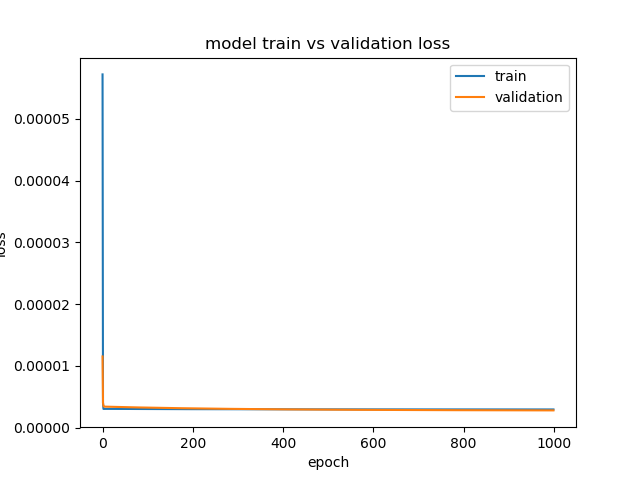 model train vs validation loss
train
validation
0.00005
0.00004
0.00003
0.00002
0.00001
0.00000
loss
0 200 400 600 800 1000
epoch